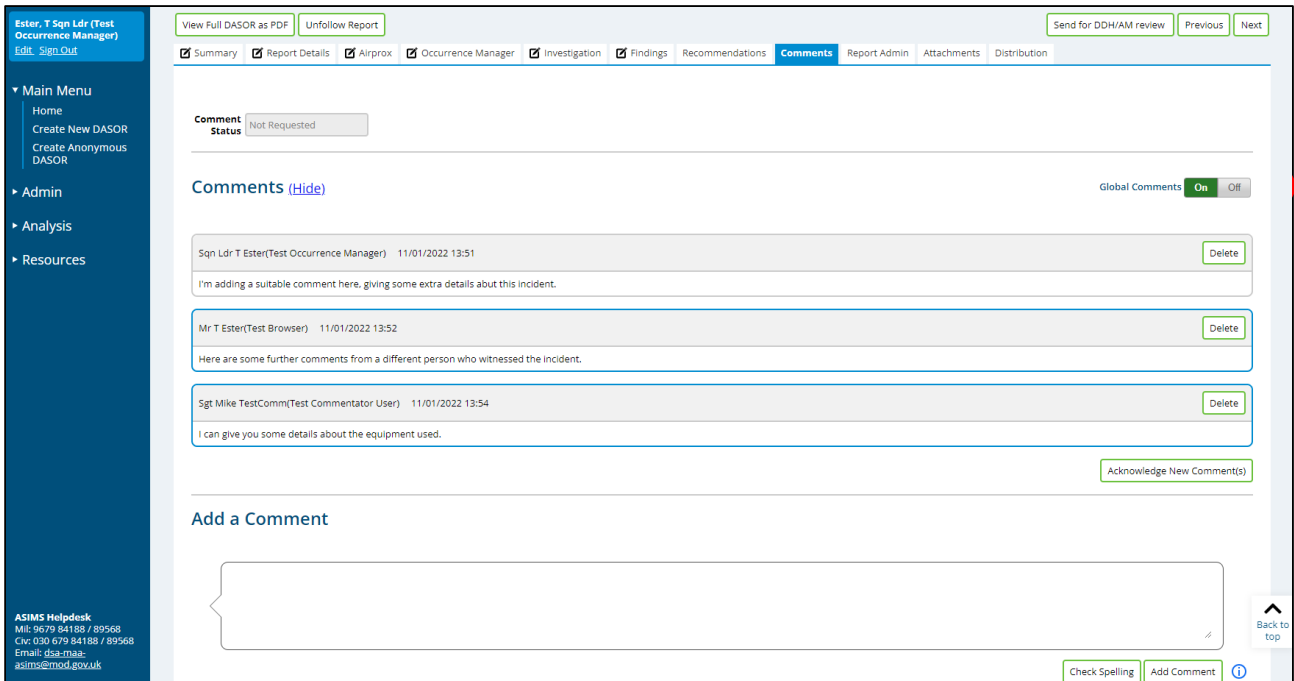 Ester, T Sqn Ldr (Test
Occurrence Manager)
Edit Sign Out
Main Menu
Home
Create New DASOR
Create Anonymous
DASOR
Admin
Analysis
Resources
ASIMS Helpdesk
Mil: 9679 84188 / 89568
Civ: 030 679 84188 / 89568
Email: dsa-maa-
asims@mod.gov.uk
View Full DASOR as PDF Unfollow Report Send for DDH/AM review Previous Next
Summary Report Details Airprox Occurrence Manager Investigation Findings Recommendations Comments Report Admin Attachments Distribution
Comment
Status Not Requested
Comments (Hide) Global Comments On Off
Sqn Ldr T Ester(Test Occurrence Manager) 11/01/2022 13:51 Delete
I'm adding a suitable comment here, giving some extra details abut this incident.
Mr T Ester(Test Browser) 11/01/2022 13:52 Delete
Here are some further comments from a different person who witnessed the incident.
Sgt Mike TestComm(Test Commentator User) 11/01/2022 13:54 Delete
I can give you some details about the equipment used.
Acknowledge New Comment(s)
Add a Comment
Back to
top
Check Spelling Add Comment